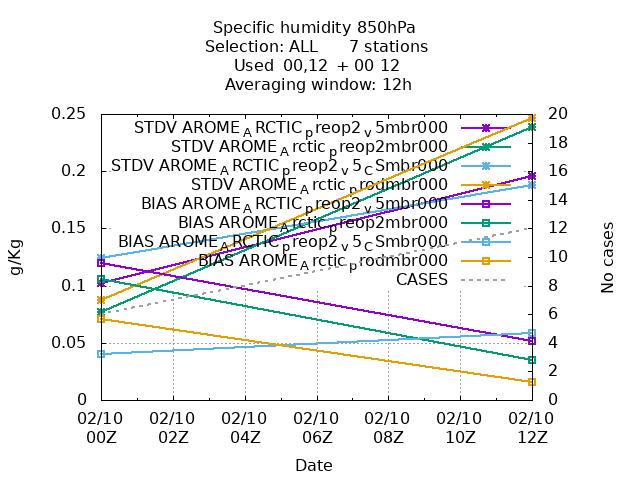 Specific humidity 850hPa
Selection: ALL 7 stations
Used 00,12 + 00 12
Averaging window: 12h
0.25
0.2
0.15
0.1
0.05
0
g/Kg
STDV AROME_ARCTIC_preop2_v5mbr000
STDV AROME_Arctic_preop2mbr000
STDV AROME_ARCTIC_preop2_v5_CSmbr000
STDV AROME_Arctic_prodmbr000
BIAS AROME_ARCTIC_preop2_v5mbr000
BIAS AROME_Arctic_preop2mbr000
BIAS AROME_ARCTIC_preop2_v5_CSmbr000
BIAS AROME_Arctic_prodmbr000
CASES
20
18
16
14
12
10
8
6
4
2
0
No cases
02/10 02/10 02/10 02/10 02/10 02/10 02/10
00Z 02Z 04Z 06Z 08Z 10Z 12Z
Date